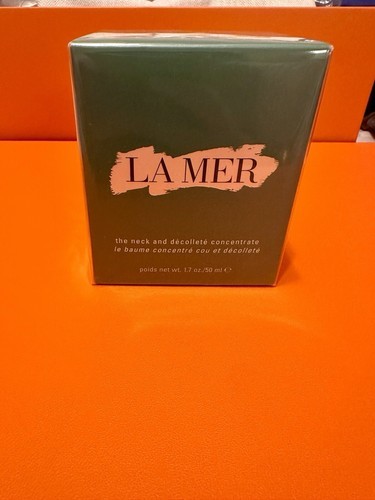 LA MER
the neck and décolleté concentrate
le baume concentré cou et décolleté
poids net wt. 1.7 oz./50 ml ℮